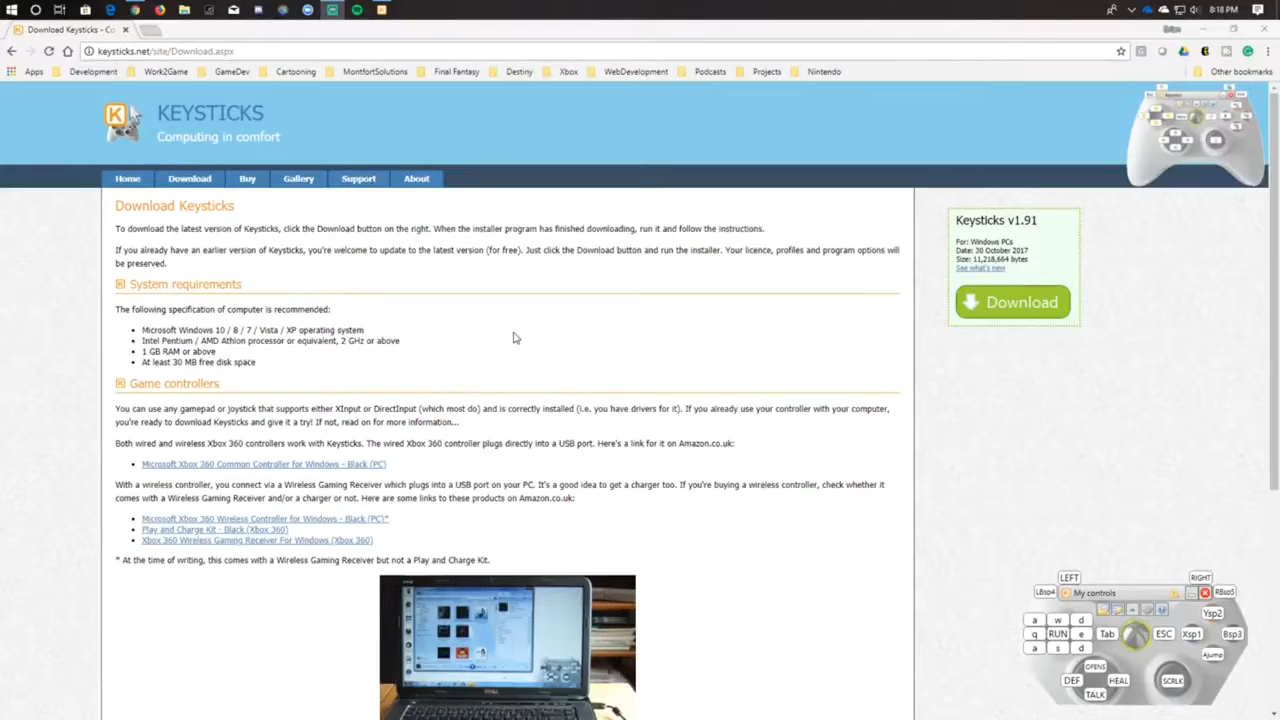 8:18 PM
Download Keysticks - Co
keysticks.net/site/Download.aspx
Apps Development Work2Game GameDev Cartooning MontfortSolutions Final Fantasy Destiny Xbox WebDevelopment Podcasts Projects Nintendo Other bookmarks
K KEYSTICKS
Computing in comfort
Home Download Buy Gallery Support About
Download Keysticks
To download the latest version of Keysticks, click the Download button on the right. When the installer program has finished downloading, run it and follow the instructions.
If you already have an earlier version of Keysticks, you're welcome to update to the latest version (for free). Just click the Download button and run the installer. Your licence, profiles and program options will
be preserved.
System requirements
The following specification of computer is recommended:
• Microsoft Windows 10 / 8 / 7 / Vista / XP operating system
• Intel Pentium / AMD Athlon processor or equivalent, 2 GHz or above
• 1 GB RAM or above
• At least 30 MB free disk space
Game controllers
You can use any gamepad or joystick that supports either XInput or DirectInput (which most do) and is correctly installed (i.e. you have drivers for it). If you already use your controller with your computer,
you're ready to download Keysticks and give it a try! If not, read on for more information...
Both wired and wireless Xbox 360 controllers work with Keysticks. The wired Xbox 360 controller plugs directly into a USB port. Here's a link for it on Amazon.co.uk:
• Microsoft Xbox 360 Common Controller for Windows - Black (PC)
With a wireless controller, you connect via a Wireless Gaming Receiver which plugs into a USB port on your PC. It's a good idea to get a charger too. If you're buying a wireless controller, check whether it
comes with a Wireless Gaming Receiver and/or a charger or not. Here are some links to these products on Amazon.co.uk:
• Microsoft Xbox 360 Wireless Controller for Windows - Black (PC)*
• Play and Charge Kit - Black (Xbox 360)
• Xbox 360 Wireless Gaming Receiver For Windows (Xbox 360)
* At the time of writing, this comes with a Wireless Gaming Receiver but not a Play and Charge Kit.
Keysticks v1.91
For: Windows PCs
Date: 30 October 2017
Size: 11,218,664 bytes
See what's new
Download
LEFT RIGHT
LBsp4 My controls RBsp5
Ysp2
a w d
a RUN e Tab ESC Xsp1 Bsp3
a s d
Ajump
OFENS
DEF HEAL SCRLK
TALK